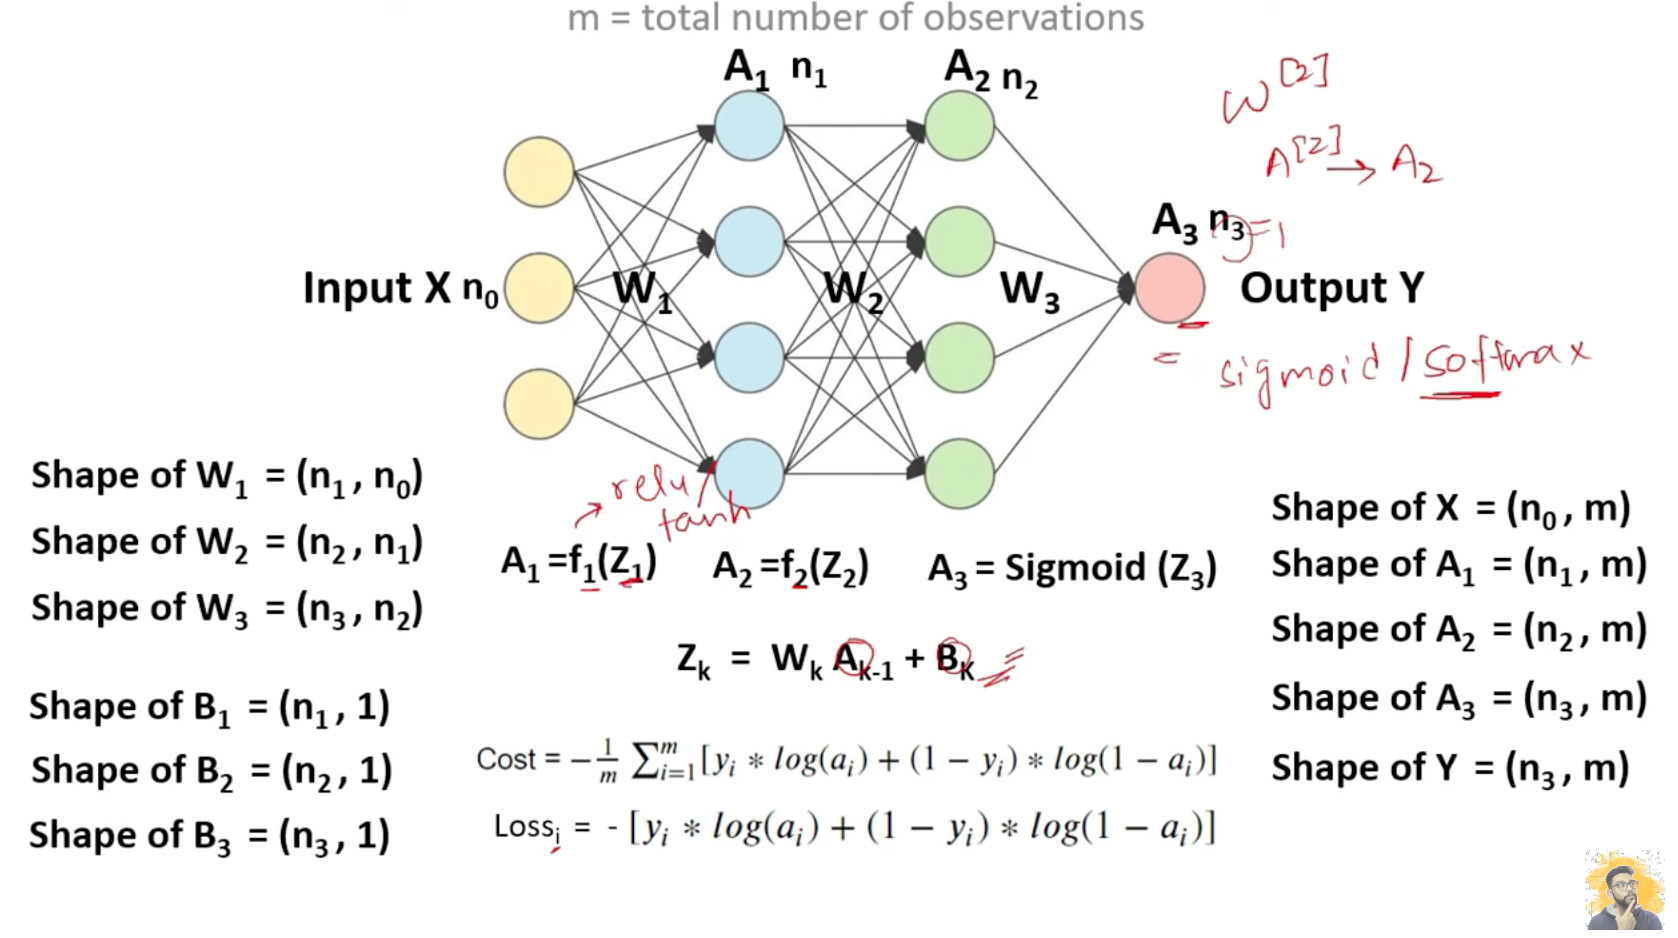 m = total number of observations
A₁ n₁
A₂ n₂
W^[2]
A^[2] → A₂
A₃ n₃ = 1
Input X n₀
W₁
W₂
W₃
Output Y
= sigmoid / softmax
→ relu / tanh
Shape of W₁ = (n₁ , n₀)
Shape of W₂ = (n₂ , n₁)
Shape of W₃ = (n₃ , n₂)
Shape of B₁ = (n₁ , 1)
Shape of B₂ = (n₂ , 1)
Shape of B₃ = (n₃ , 1)
A₁ =f₁(Z₁) A₂ =f₂(Z₂) A₃ = Sigmoid (Z₃)
Zₖ = Wₖ Aₖ₋₁ + Bₖ
Cost = −1/m ∑ᵢ₌₁ᵐ [yᵢ ∗ log(aᵢ) + (1 − yᵢ) ∗ log(1 − aᵢ)]
Lossᵢ = - [yᵢ ∗ log(aᵢ) + (1 − yᵢ) ∗ log(1 − aᵢ)]
Shape of X = (n₀ , m)
Shape of A₁ = (n₁ , m)
Shape of A₂ = (n₂ , m)
Shape of A₃ = (n₃ , m)
Shape of Y = (n₃ , m)